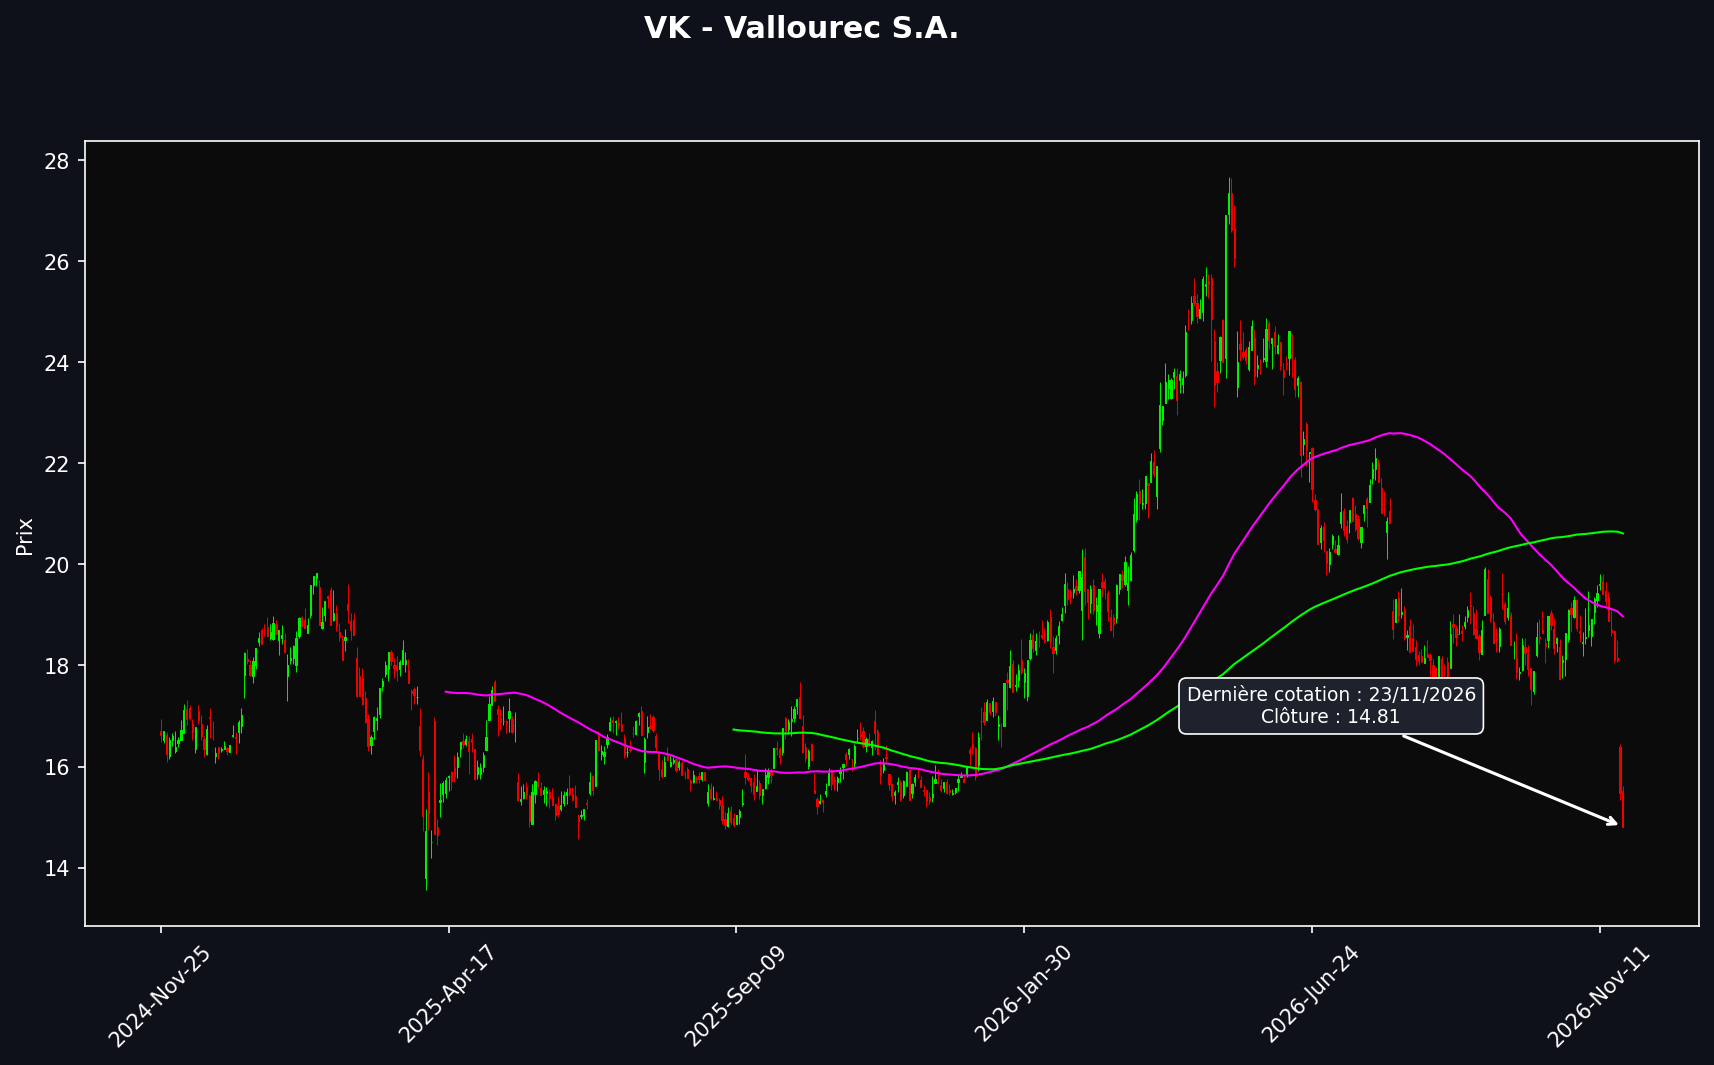 VK - Vallourec S.A.
Prix
28
26
24
22
20
18
16
14
Dernière cotation : 23/11/2026
Clôture : 14.81
2024-Nov-25
2025-Apr-17
2025-Sep-09
2026-Jan-30
2026-Jun-24
2026-Nov-11